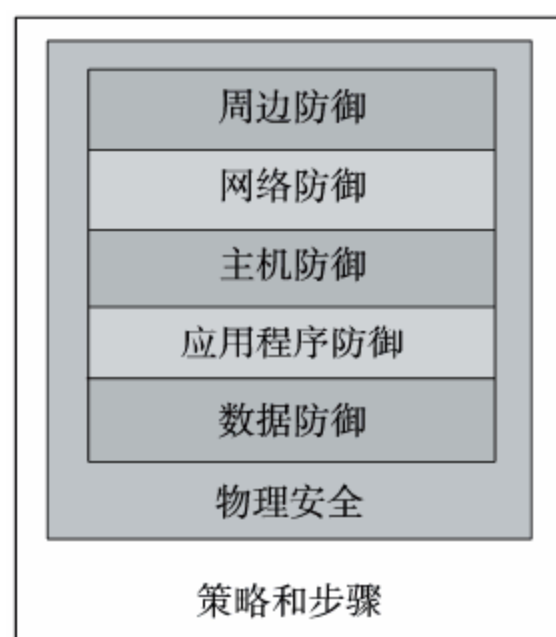 周边防御
网络防御
主机防御
应用程序防御
数据防御
物理安全
策略和步骤